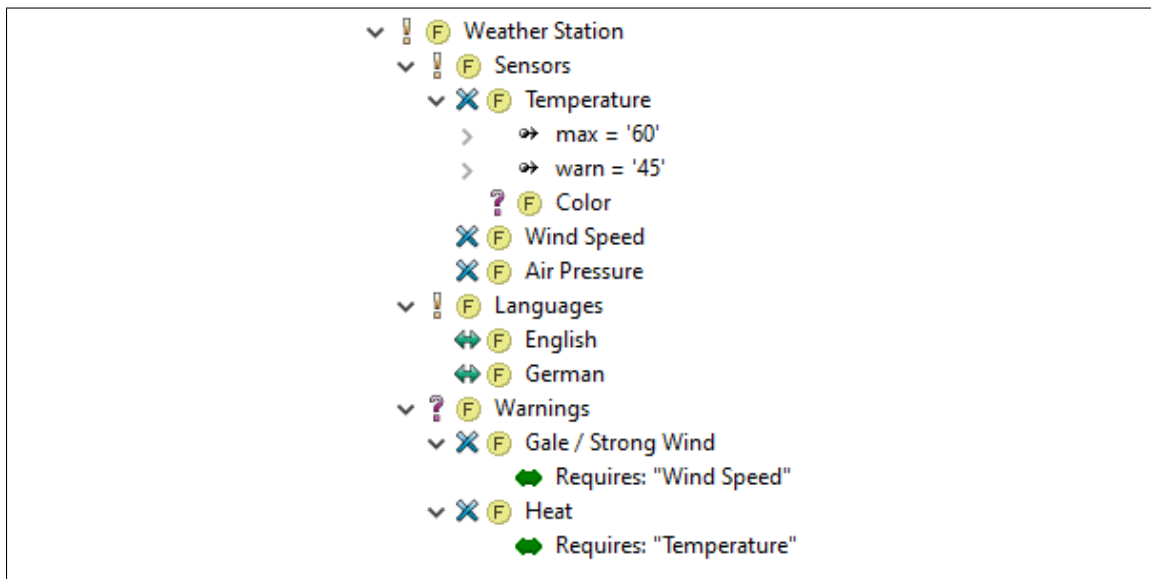 F Weather Station
F Sensors
F Temperature
max = '60'
warn = '45'
? F Color
F Wind Speed
F Air Pressure
F Languages
F English
F German
? F Warnings
F Gale / Strong Wind
Requires: "Wind Speed"
F Heat
Requires: "Temperature"